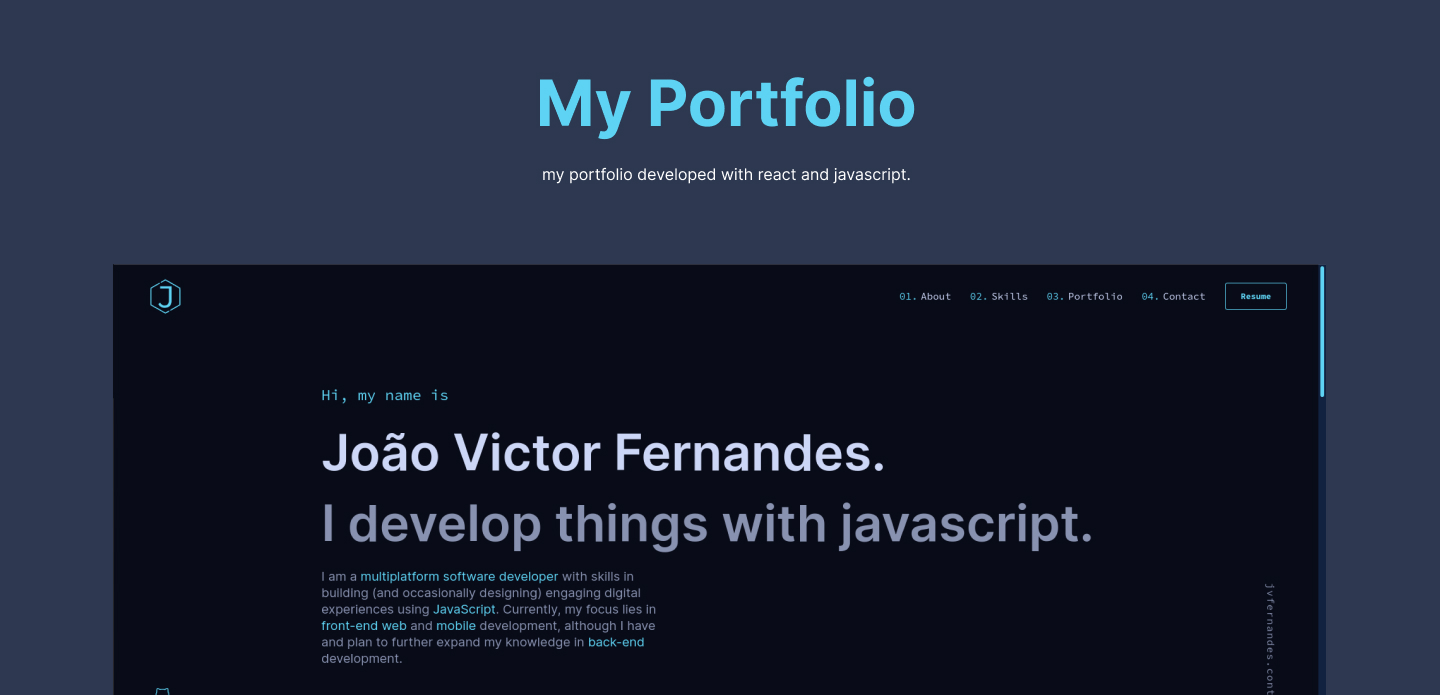 My Portfolio
my portfolio developed with react and javascript.
J
01. About 02. Skills 03. Portfolio 04. Contact Resume
Hi, my name is
João Victor Fernandes.
I develop things with javascript.
I am a multiplatform software developer with skills in
building (and occasionally designing) engaging digital
experiences using JavaScript. Currently, my focus lies in
front-end web and mobile development, although I have
and plan to further expand my knowledge in back-end
development.
jvfernandes.cont